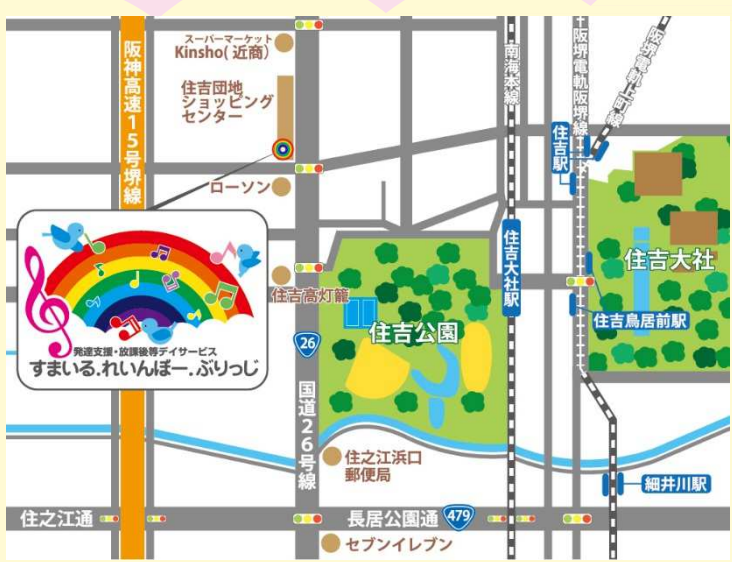 スーパーマーケット
Kinsho(近商)
住吉団地
ショッピング
センター
ローソン
阪神高速15号堺線
南海本線
阪堺電軌阪堺線
阪堺電軌上町線
住吉駅
住吉大社駅
住吉大社
住吉鳥居前駅
住吉高灯籠
住吉公園
発達支援・放課後等デイサービス
すまいる.れいんぼー.ぶりっじ
26
国道26号線
住之江浜口
郵便局
細井川駅
住之江通
長居公園通
479
セブンイレブン